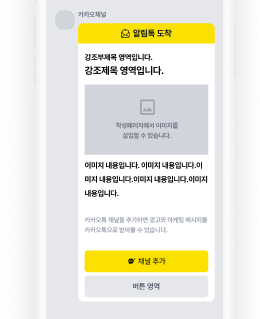 카카오채널
알림톡 도착
강조부제목 영역입니다.
강조제목 영역입니다.
작성페이지에서 이미지를
삽입할 수 있습니다.
이미지 내용입니다. 이미지 내용입니다.이
미지 내용입니다.이미지 내용입니다.이미지
내용입니다.
카카오톡 채널을 추가하면 광고와 마케팅 메시지를
카카오톡으로 받아볼 수 있습니다.
채널 추가
버튼 영역